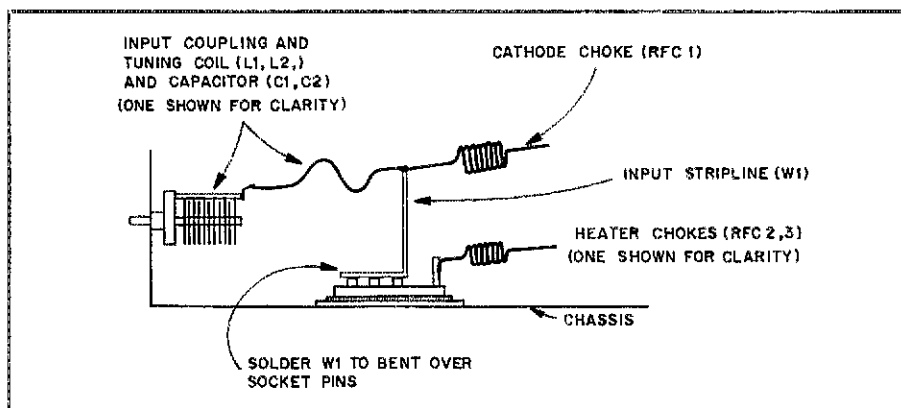 INPUT COUPLING AND
TUNING COIL (L1, L2,)
AND CAPACITOR (C1, C2)
(ONE SHOWN FOR CLARITY)
CATHODE CHOKE (RFC 1)
INPUT STRIPLINE (W1)
HEATER CHOKES (RFC 2,3)
(ONE SHOWN FOR CLARITY)
CHASSIS
SOLDER W1 TO BENT OVER
SOCKET PINS